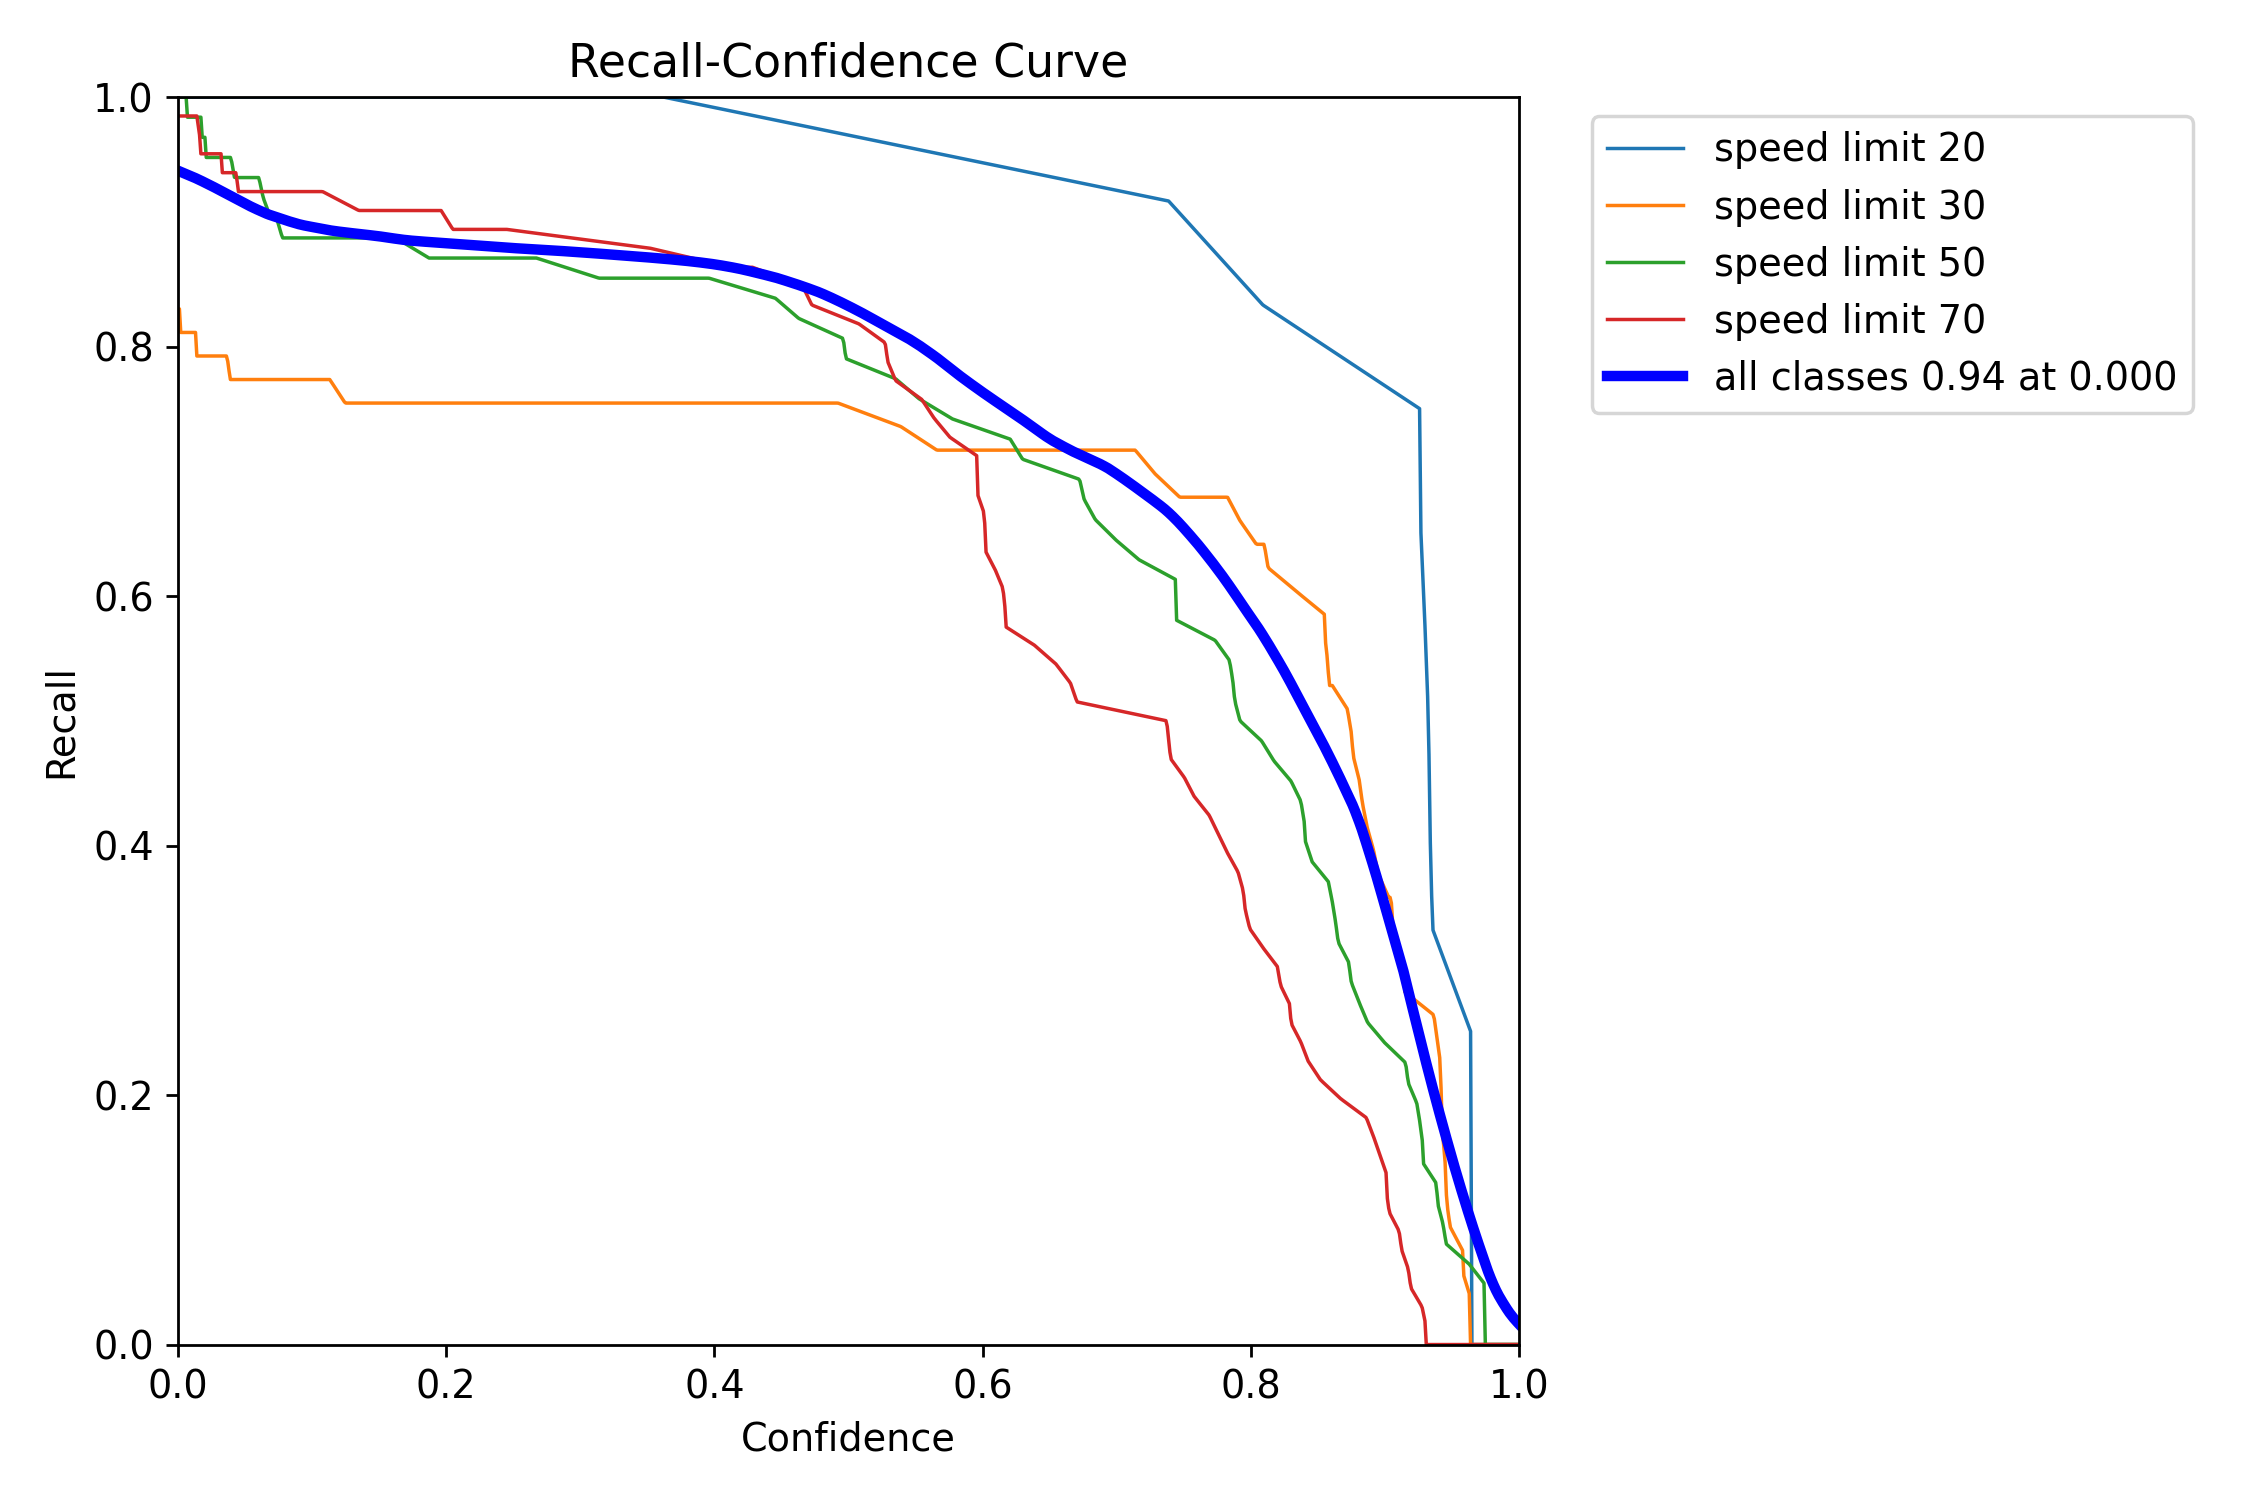 Recall-Confidence Curve
1.0
0.8
0.6
0.4
0.2
0.0
Recall
0.0 0.2 0.4 0.6 0.8 1.0
Confidence
speed limit 20
speed limit 30
speed limit 50
speed limit 70
all classes 0.94 at 0.000